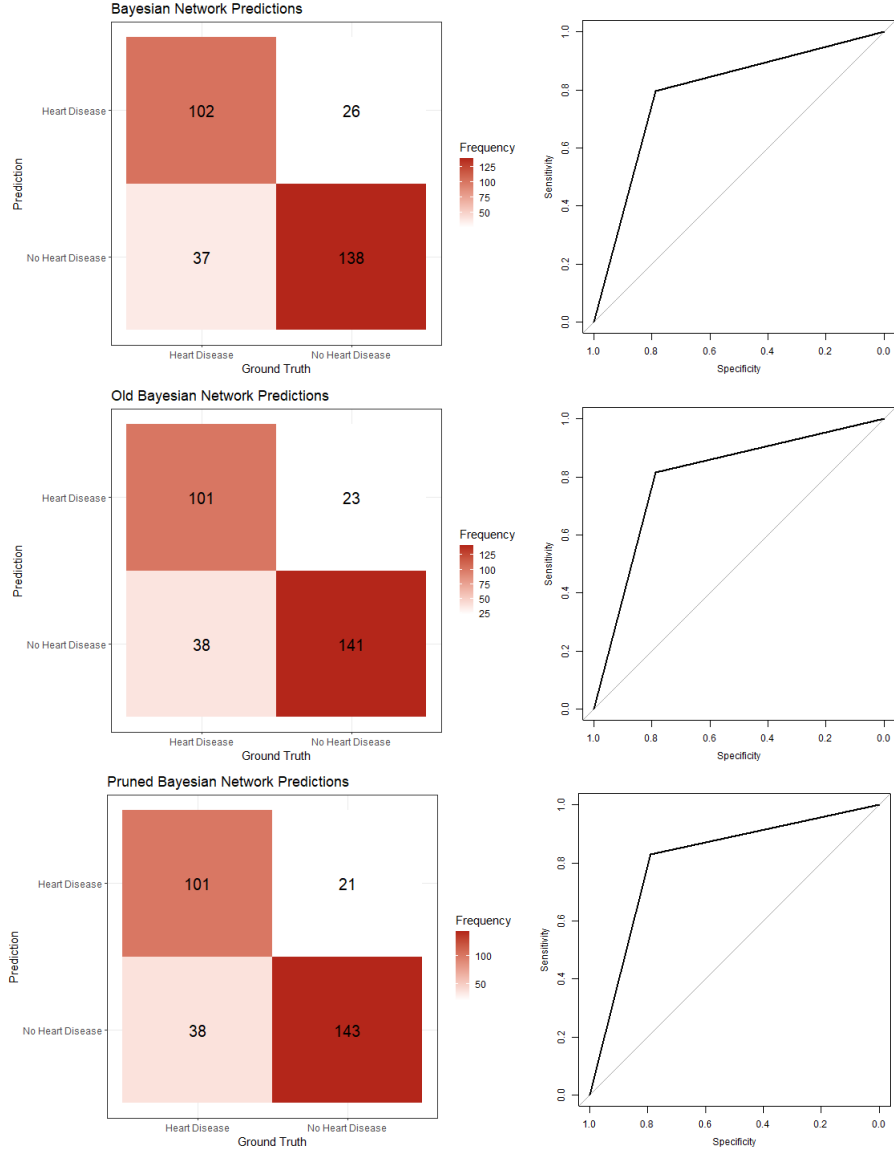 Bayesian Network Predictions
Prediction
Heart Disease
No Heart Disease
102
26
37
138
Heart Disease
No Heart Disease
Ground Truth
Frequency
125
100
50
Sensitivity
1.0
0.8
0.6
0.4
0.2
0.0
1.0
0.8
0.6
0.4
0.2
0.0
Specificity
Old Bayesian Network Predictions
Prediction
Heart Disease
No Heart Disease
101
23
38
141
Heart Disease
No Heart Disease
Ground Truth
Frequency
125
100
75
50
25
Sensitivity
1.0
0.8
0.6
0.4
0.2
0.0
1.0
0.8
0.6
0.4
0.2
0.0
Specificity
Pruned Bayesian Network Predictions
Prediction
Heart Disease
No Heart Disease
101
21
38
143
Heart Disease
No Heart Disease
Ground Truth
Frequency
100
50
Sensitivity
1.0
0.8
0.6
0.4
0.2
0.0
1.0
0.8
0.6
0.4
0.2
0.0
Specificity